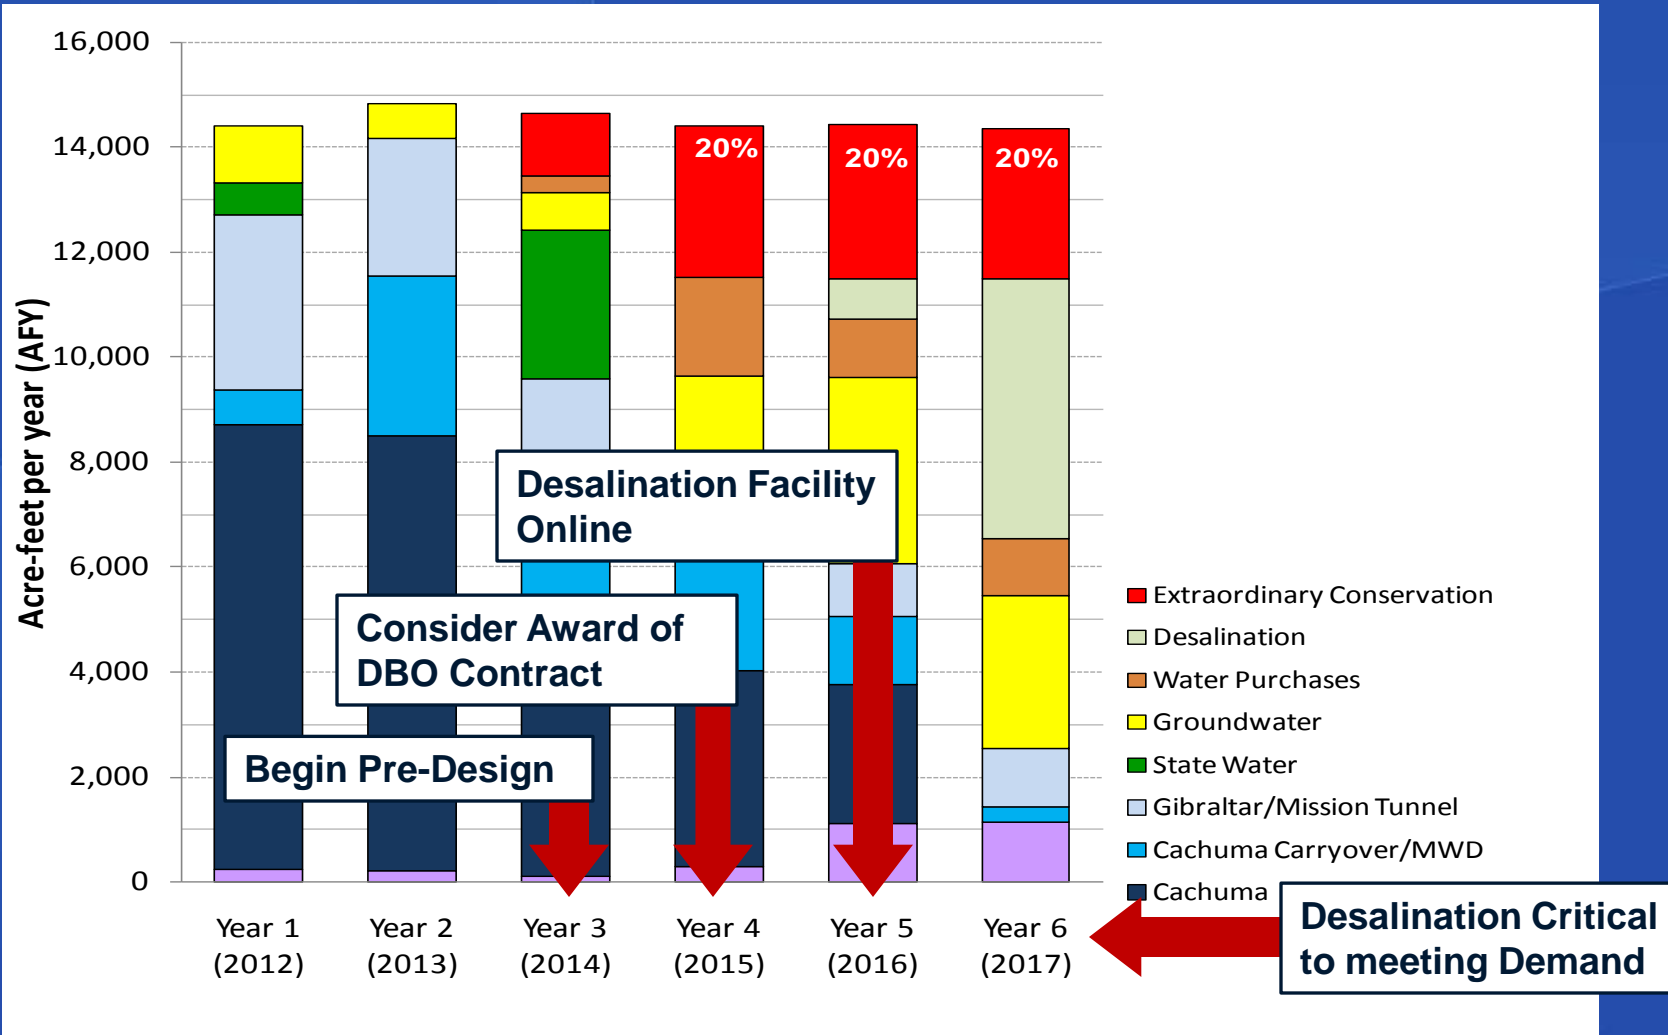 16,000
14,000
12,000
10,000
8,000
6,000
4,000
2,000
0
Acre-feet per year (AFY)
20%
20%
20%
Desalination Facility
Online
Consider Award of
DBO Contract
Begin Pre-Design
Extraordinary Conservation
Desalination
Water Purchases
Groundwater
State Water
Gibraltar/Mission Tunnel
Cachuma Carryover/MWD
Cachuma
Year 1
(2012)
Year 2
(2013)
Year 3
(2014)
Year 4
(2015)
Year 5
(2016)
Year 6
(2017)
Desalination Critical
to meeting Demand